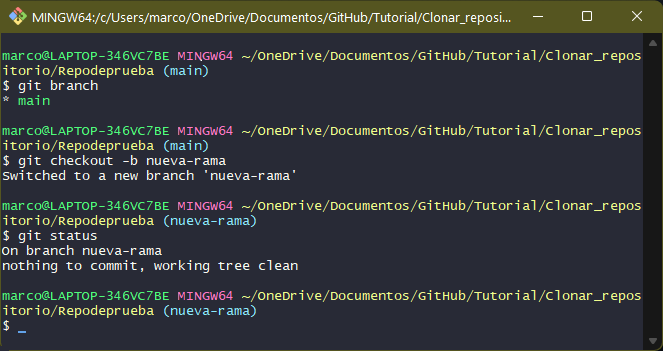 MINGW64:/c/Users/marco/OneDrive/Documentos/GitHub/Tutorial/Clonar_reposi...
marco@LAPTOP-346VC7BE MINGW64 ~/OneDrive/Documentos/GitHub/Tutorial/Clonar_repos
itorio/Repodeprueba (main)
$ git branch
* main
marco@LAPTOP-346VC7BE MINGW64 ~/OneDrive/Documentos/GitHub/Tutorial/Clonar_repos
itorio/Repodeprueba (main)
$ git checkout -b nueva-rama
Switched to a new branch 'nueva-rama'
marco@LAPTOP-346VC7BE MINGW64 ~/OneDrive/Documentos/GitHub/Tutorial/Clonar_repos
itorio/Repodeprueba (nueva-rama)
$ git status
On branch nueva-rama
nothing to commit, working tree clean
marco@LAPTOP-346VC7BE MINGW64 ~/OneDrive/Documentos/GitHub/Tutorial/Clonar_repos
itorio/Repodeprueba (nueva-rama)
$ _